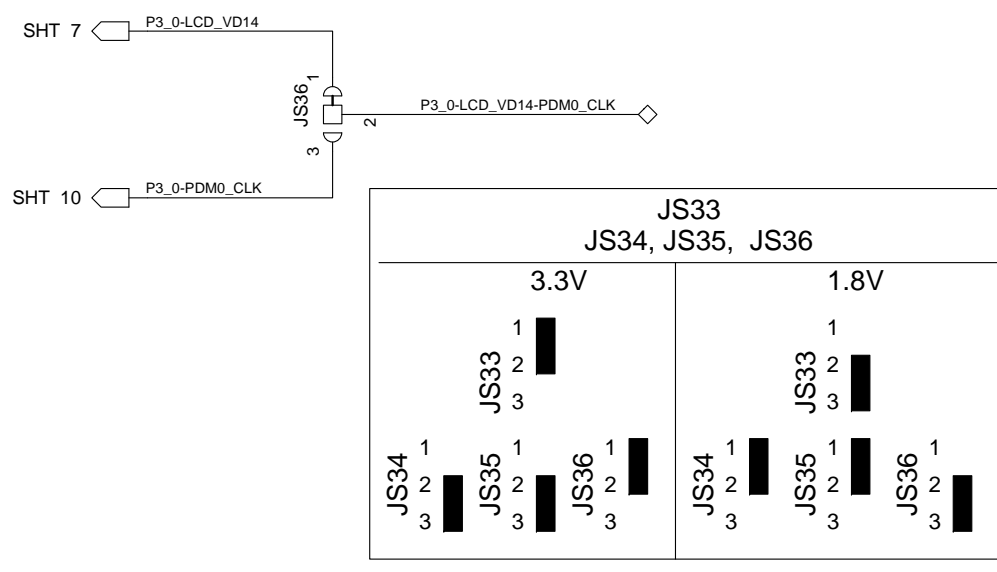 SHT 7 P3_0-LCD_VD14
1
JS36
P3_0-LCD_VD14-PDM0_CLK
2
3
SHT 10 P3_0-PDM0_CLK
JS33
JS34, JS35, JS36
3.3V 1.8V
1
JS33 2
3
1
JS34 2
3
1
JS35 2
3
1
JS36 2
3
1
JS33 2
3
1
JS34 2
3
1
JS35 2
3
1
JS36 2
3